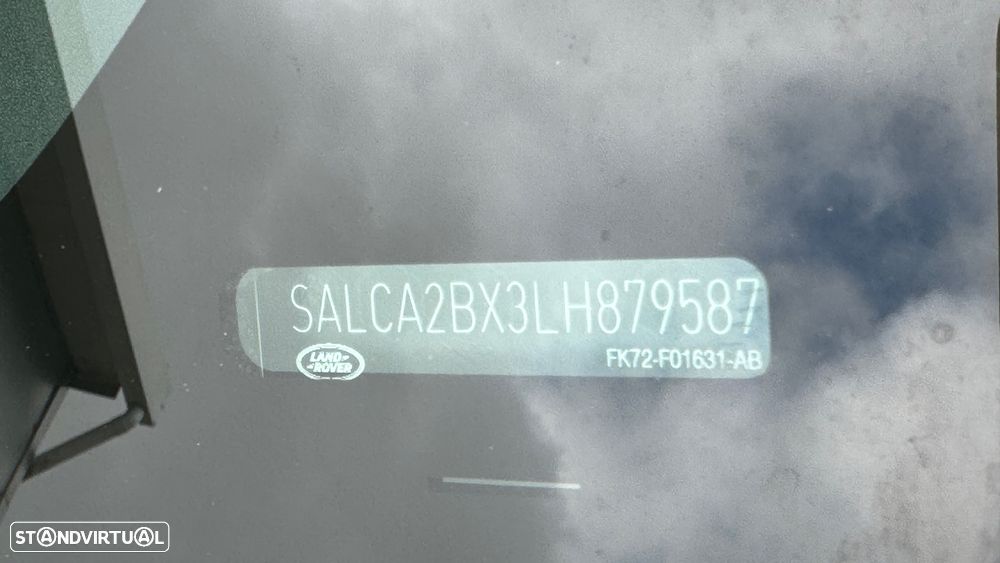 SALCA2BX3LH879587
LAND
ROVER
FK72-F01631-AB
STANDVIRTUAL